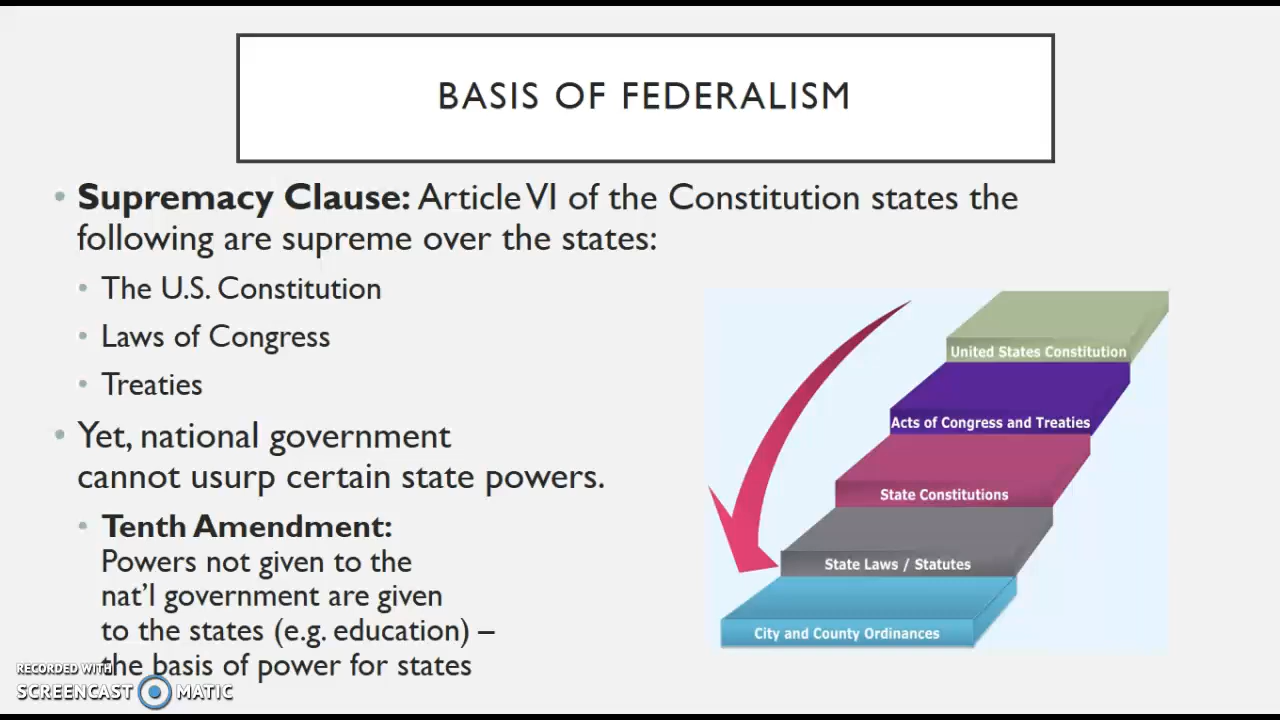 BASIS OF FEDERALISM
• Supremacy Clause: Article VI of the Constitution states the
following are supreme over the states:
• The U.S. Constitution
• Laws of Congress
• Treaties
• Yet, national government
cannot usurp certain state powers.
• Tenth Amendment:
Powers not given to the
nat'l government are given
to the states (e.g. education) –
the basis of power for states
United States Constitution
Acts of Congress and Treaties
State Constitutions
State Laws / Statutes
City and County Ordinances
RECORDED WITH
SCREENCAST MATIC